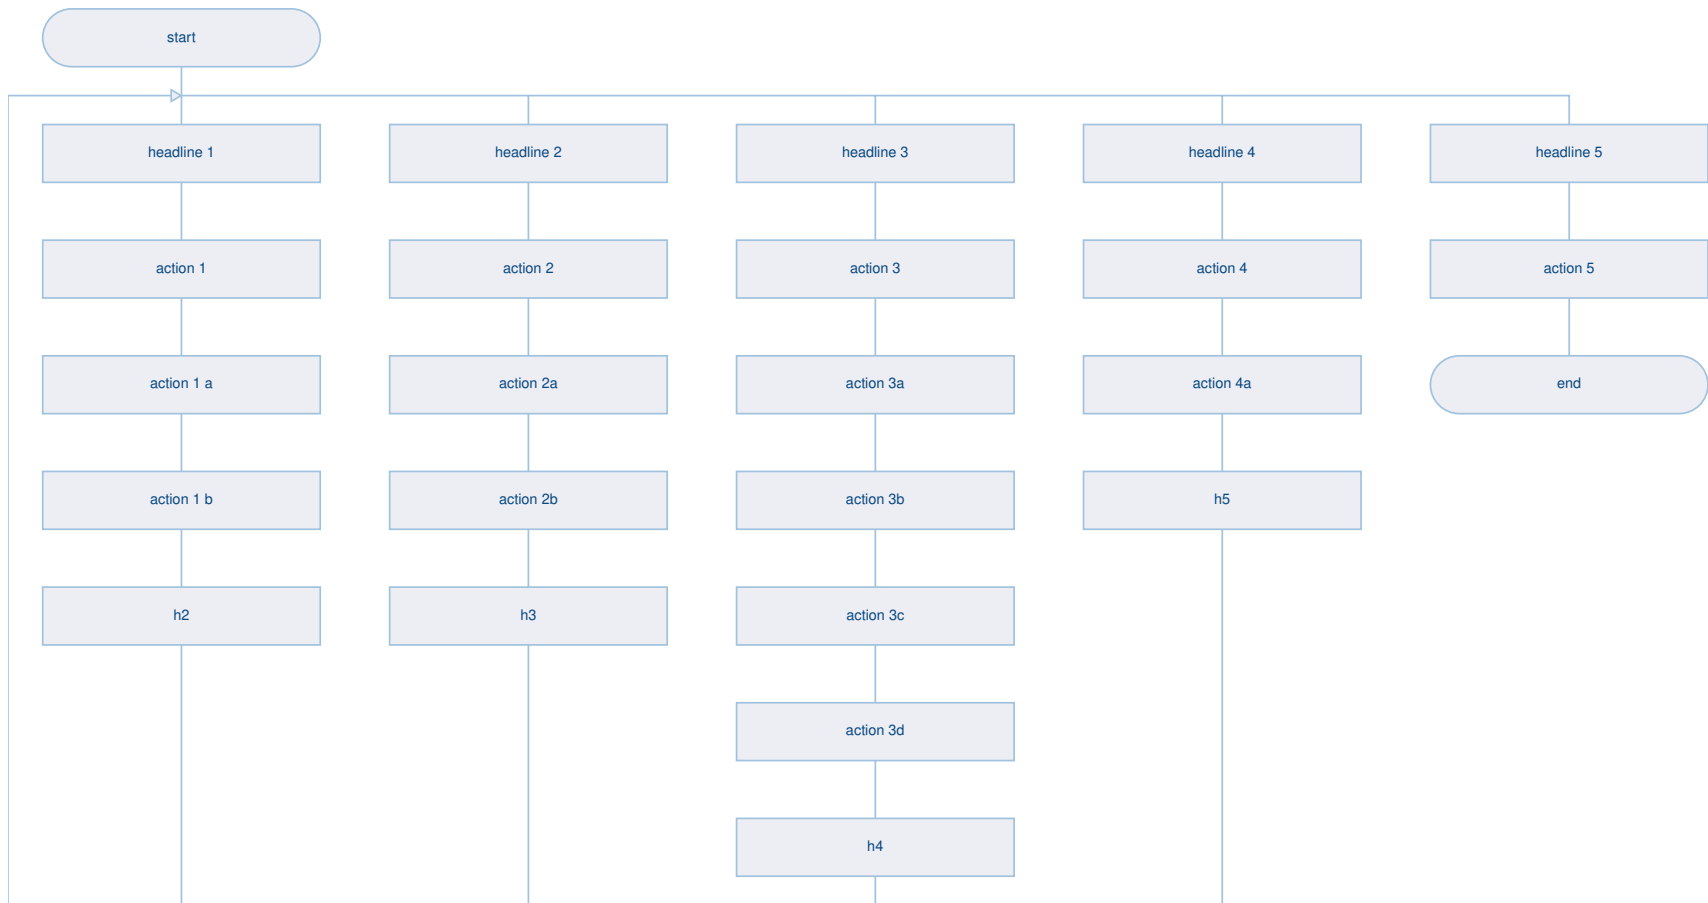 start
headline 1
headline 2
headline 3
headline 4
headline 5
action 1
action 2
action 3
action 4
action 5
action 1 a
action 2a
action 3a
action 4a
end
action 1 b
action 2b
action 3b
h5
h2
h3
action 3c
action 3d
h4